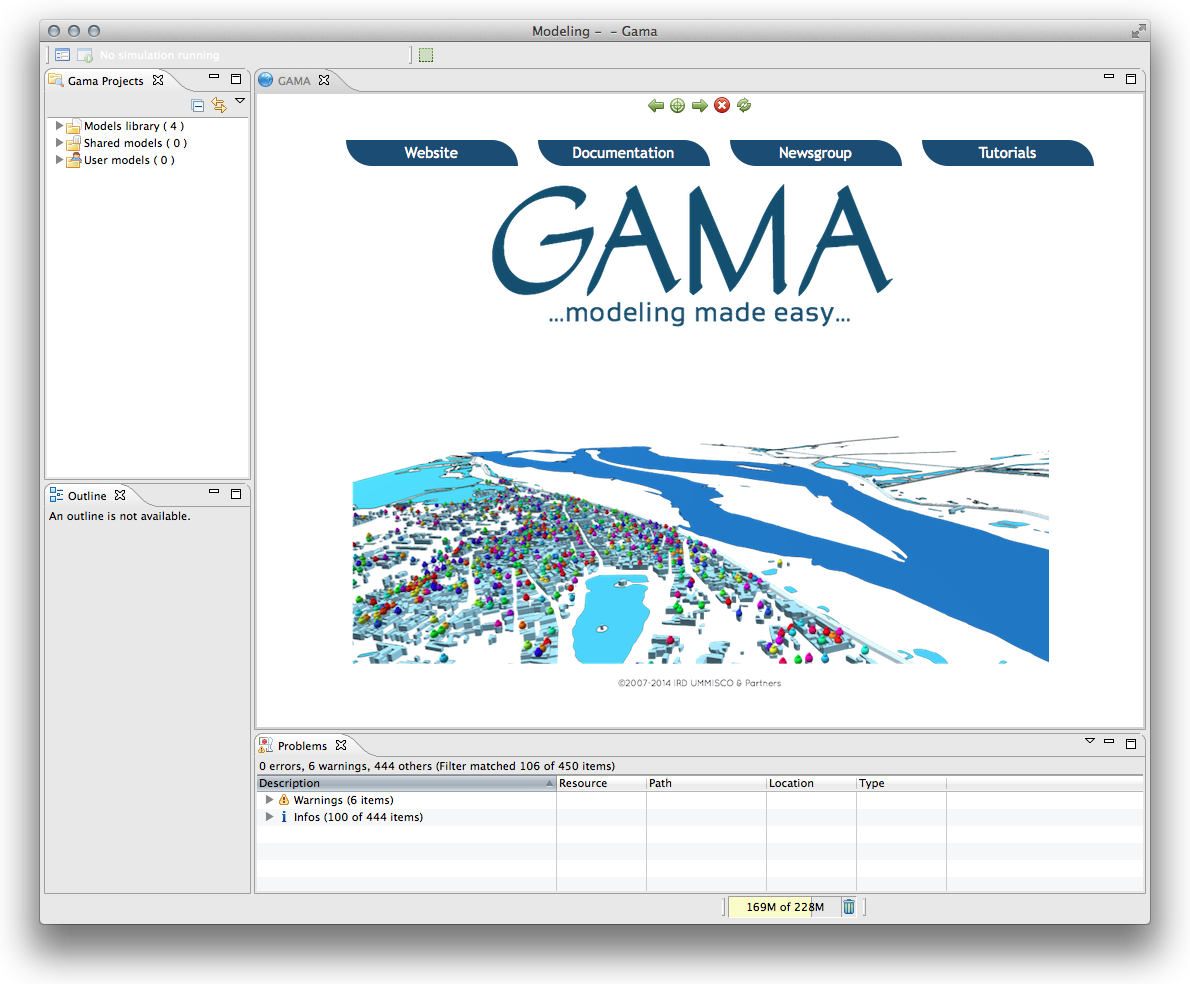 Modeling - - Gama
No simulation running
Gama Projects
GAMA
Models library ( 4 )
Shared models ( 0 )
User models ( 0 )
Website Documentation Newsgroup Tutorials
GAMA
...modeling made easy...
Outline
An outline is not available.
©2007-2014 IRD UMMISCO & Partners
Problems
0 errors, 6 warnings, 444 others (Filter matched 106 of 450 items)
Description Resource Path Location Type
Warnings (6 items)
Infos (100 of 444 items)
169M of 228M